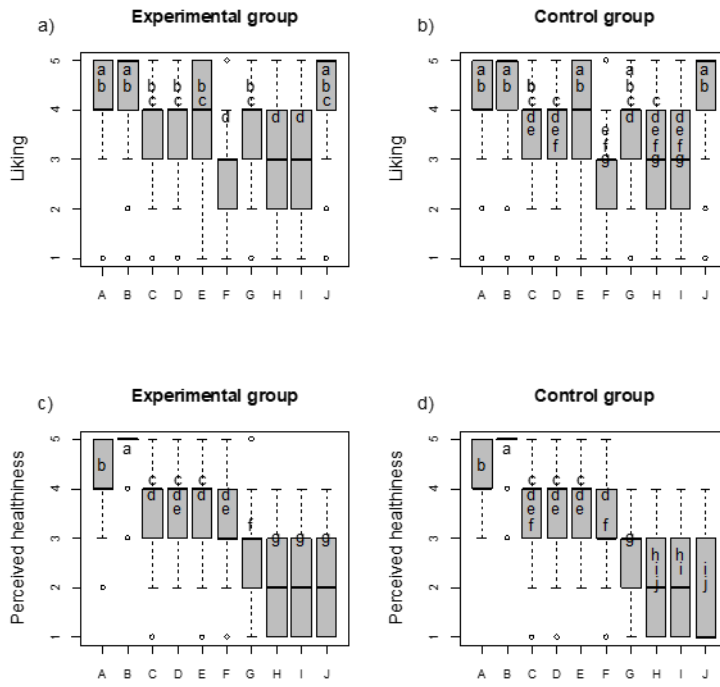 a)
Experimental group
Liking
5
4
3
2
1
a b
a b
b c
b c
b c
d
b c
d
d
a b c
A B C D E F G H I J
b)
Control group
Liking
5
4
3
2
1
a b
a b
b c d e
c d e f
a b
e f g
a b c d
c d e f g
d e f g
a b
A B C D E F G H I J
c)
Experimental group
Perceived healthiness
5
4
3
2
1
b
a
c d
c d e
c d
d e
f
g
g
g
A B C D E F G H I J
d)
Control group
Perceived healthiness
5
4
3
2
1
b
a
c d e f
c d e
c d e
d f
g
h i j
h i
i j
A B C D E F G H I J